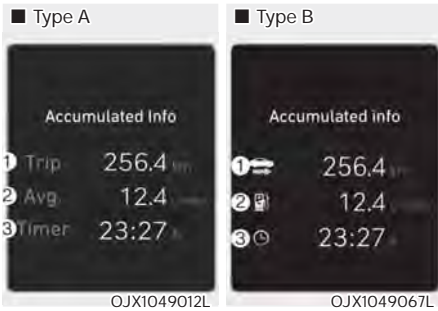 ■ Type A
Accumulated Info
① Trip 256.4 km
② Avg.
12.4
③ Timer 23:27 h
OJX1049012L
■ Type B
Accumulated info
① 256.4
② 12.4
③ 23:27
OJX1049067L